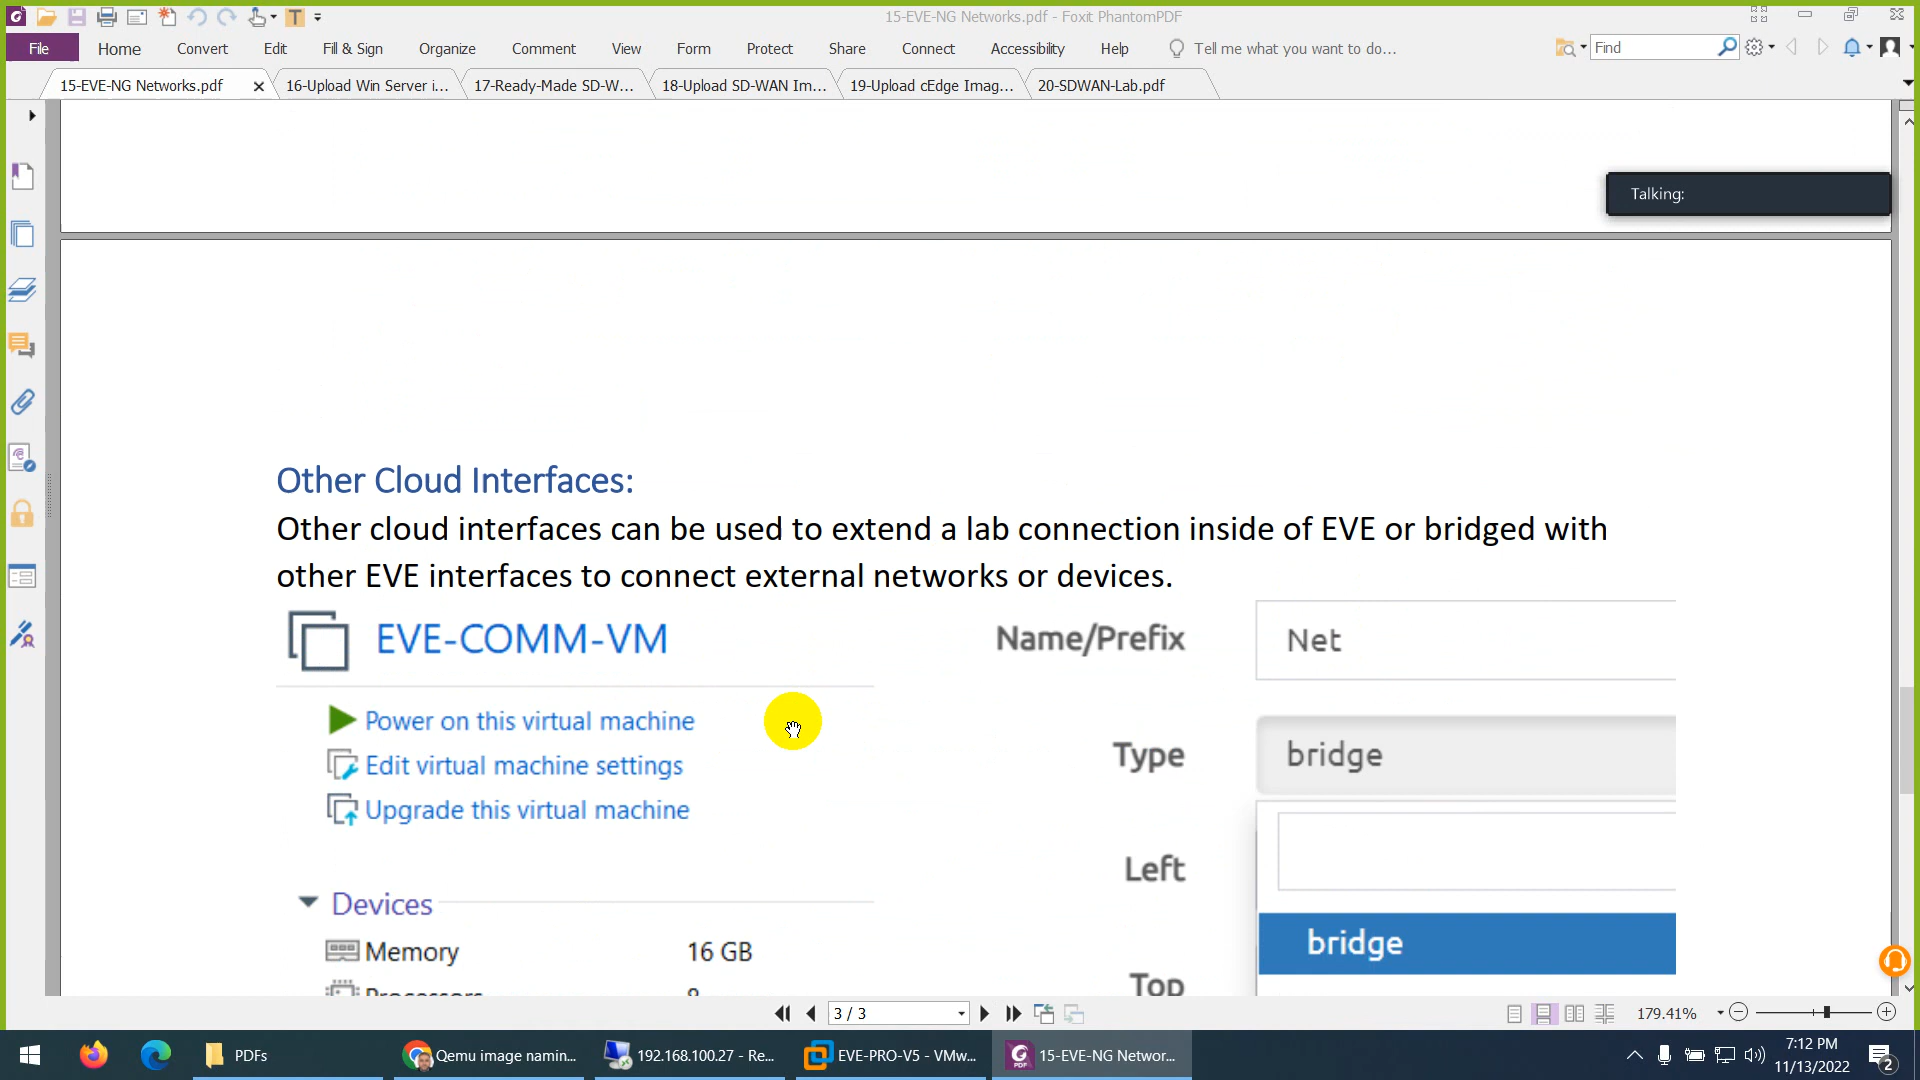 15-EVE-NG Networks.pdf - Foxit PhantomPDF
File Home Convert Edit Fill & Sign Organize Comment View Form Protect Share Connect Accessibility Help Tell me what you want to do... Find
15-EVE-NG Networks.pdf 16-Upload Win Server i... 17-Ready-Made SD-W... 18-Upload SD-WAN Im... 19-Upload cEdge Imag... 20-SDWAN-Lab.pdf
Talking:
Other Cloud Interfaces:
Other cloud interfaces can be used to extend a lab connection inside of EVE or bridged with
other EVE interfaces to connect external networks or devices.
EVE-COMM-VM
Power on this virtual machine
Edit virtual machine settings
Upgrade this virtual machine
Devices
Memory 16 GB
Name/Prefix Net
Type bridge
Left
bridge
Top
3 / 3
179.41%
PDFs
Qemu image namin...
192.168.100.27 - Re...
EVE-PRO-V5 - VMw...
15-EVE-NG Networ...
7:12 PM
11/13/2022
2